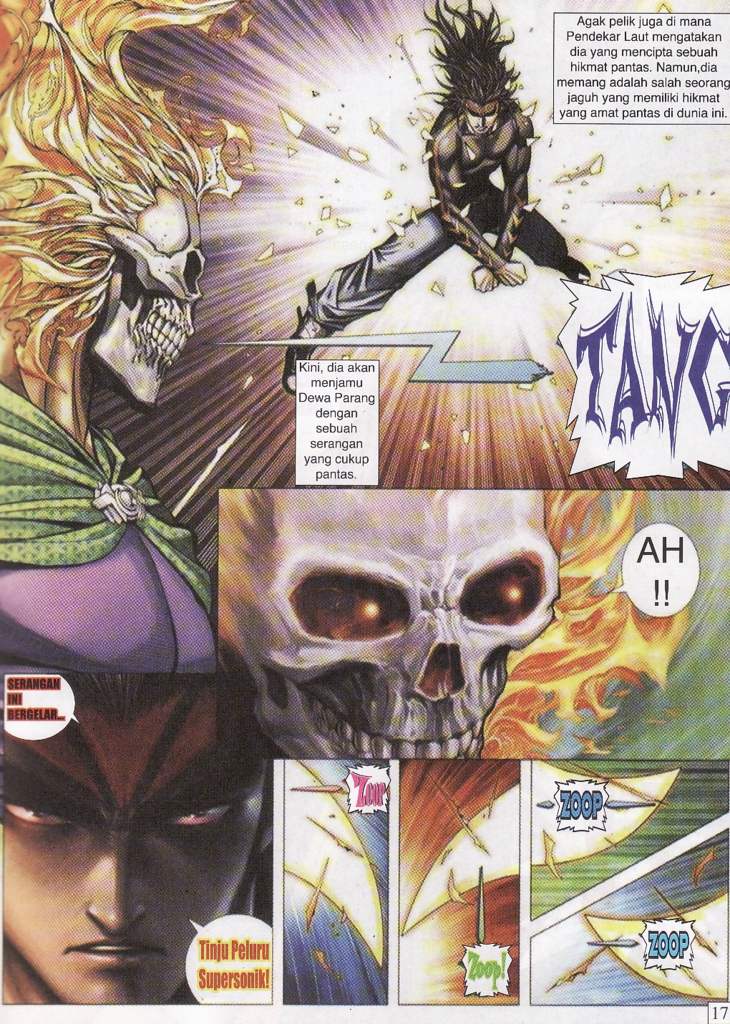 Agak pelik juga di mana
Pendekar Laut mengatakan
dia yang mencipta sebuah
hikmat pantas. Namun,dia
memang adalah salah seorang
jaguh yang memiliki hikmat
yang amat pantas di dunia ini.
TANG
Kini, dia akan
menjamu
Dewa Parang
dengan
sebuah
serangan
yang cukup
pantas.
AH
!!
SERANGAN
INI
BERGELAR...
Tinju Peluru
Supersonik!
Zoop
Zoop!
ZOOP
ZOOP
17